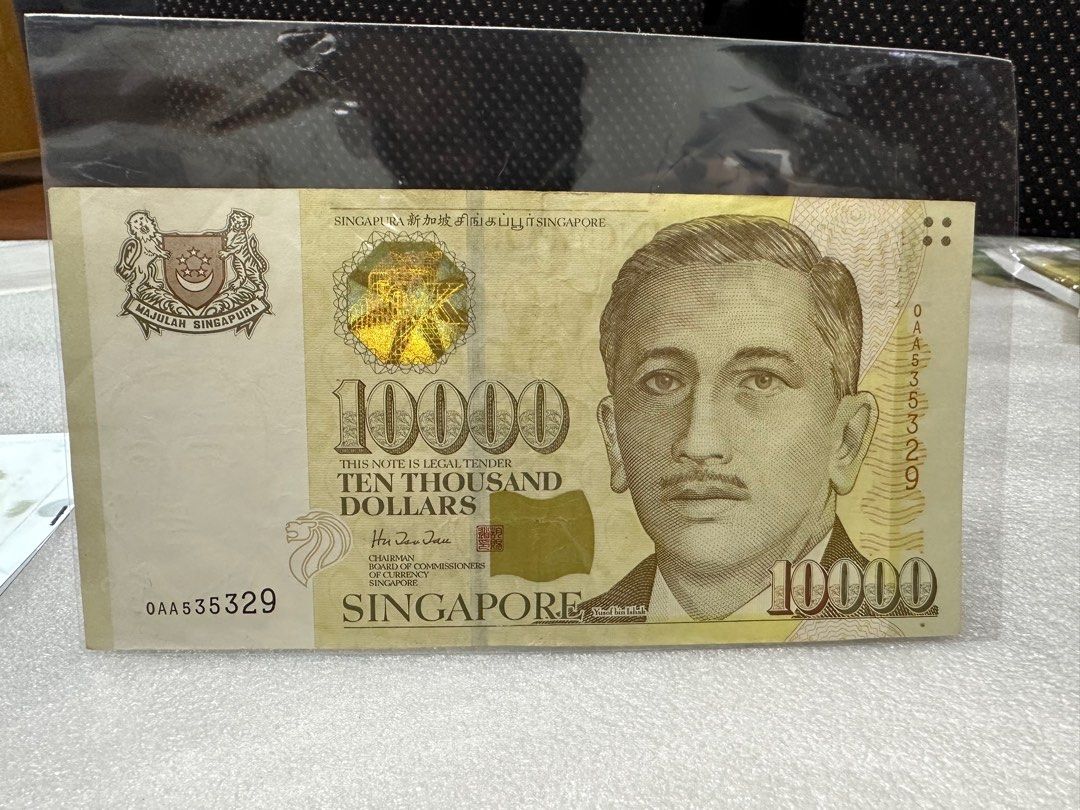 SINGAPURA 新加坡 சிங்கப்பூர் SINGAPORE
MAJULAH SINGAPURA
10000
THIS NOTE IS LEGAL TENDER
TEN THOUSAND
DOLLARS
CHAIRMAN
BOARD OF COMMISSIONERS
OF CURRENCY
SINGAPORE
0AA535329
SINGAPORE
Yusof bin Ishak
10000
0AA535329